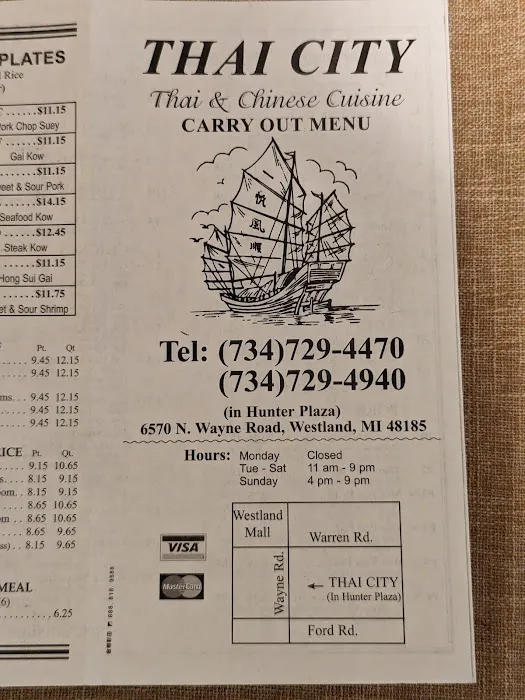 PLATES
Rice
$11.15
Pork Chop Suey
$11.15
Gai Kow
$11.15
Sweet & Sour Pork
$14.15
Seafood Kow
$12.45
Steak Kow
$11.15
Hong Sui Gai
$11.75
Sweet & Sour Shrimp
Pt. Qt
9.45 12.15
9.45 12.15
9.45 12.15
9.45 12.15
9.45 12.15
RICE Pt. Qt.
9.15 10.65
8.15 9.15
8.15 9.15
8.65 10.65
8.65 10.65
8.65 9.65
8.15 9.65
MEAL
6.25
THAI CITY
Thai & Chinese Cuisine
CARRY OUT MENU
風
順
Tel: (734)729-4470
(734)729-4940
(in Hunter Plaza)
6570 N. Wayne Road, Westland, MI 48185
Hours: Monday Closed
Tue - Sat 11 am - 9 pm
Sunday 4 pm - 9 pm
VISA
MasterCard
Westland
Mall
Warren Rd.
Wayne Rd.
← THAI CITY
(In Hunter Plaza)
Ford Rd.